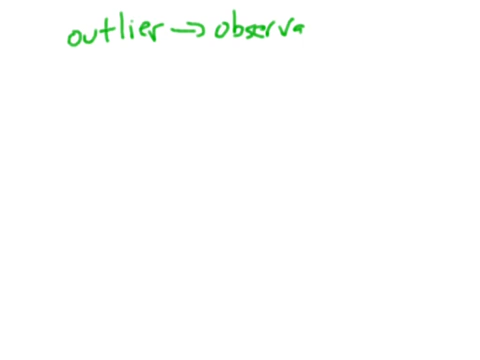 outlier → observa